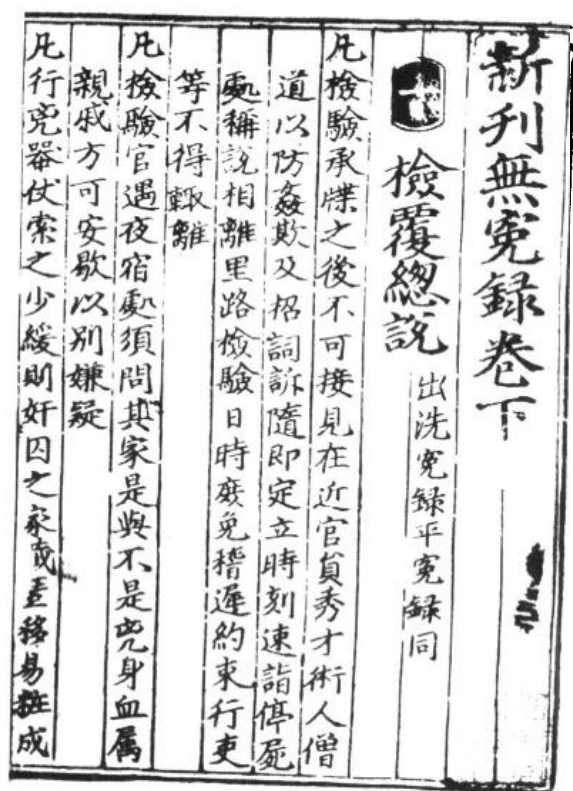 新刊無冤録卷下
十 檢覆總說 出洗冤録平冤録同
凡檢驗承牒之後不可接見在近官員秀才術人僧
道以防姦欺及招詞訴隨即定立時刻速詣停屍
處稱說相離里路檢驗日時庶免稽遲約束行吏
等不得輙離
凡檢驗官遇夜宿處須問其家是與不是兇身血属
親戚方可安歇以別嫌疑
凡行兇器仗索之少緩則奸囚之家藏匿移易粧成